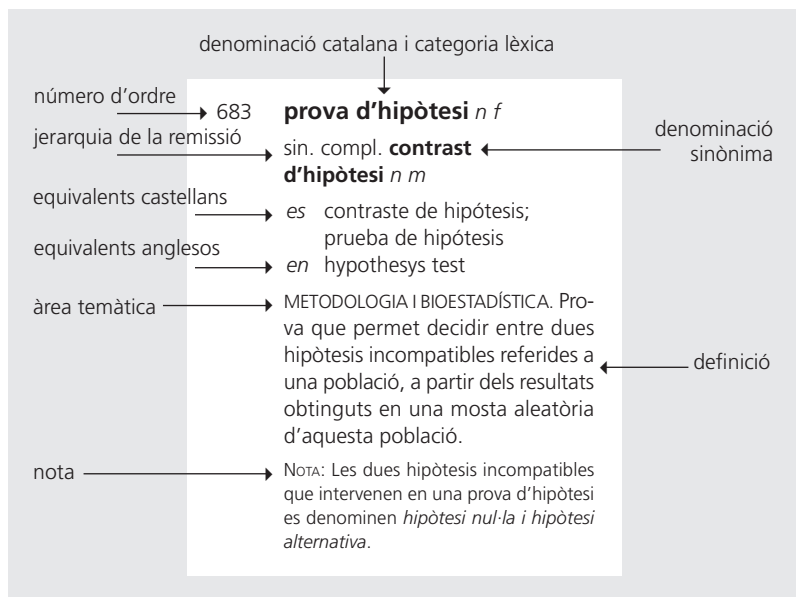 denominació catalana i categoria lèxica
número d'ordre
683 prova d'hipòtesi n f
jerarquia de la remissió
sin. compl. contrast
d'hipòtesi n m
denominació
sinònima
equivalents castellans
es contraste de hipótesis;
prueba de hipótesis
equivalents anglesos
en hypothesys test
àrea temàtica
METODOLOGIA I BIOESTADÍSTICA. Pro-
va que permet decidir entre dues
hipòtesis incompatibles referides a
una població, a partir dels resultats
obtinguts en una mosta aleatòria
d'aquesta població.
definició
nota
NOTA: Les dues hipòtesis incompatibles
que intervenen en una prova d'hipòtesi
es denominen hipòtesi nul·la i hipòtesi
alternativa.